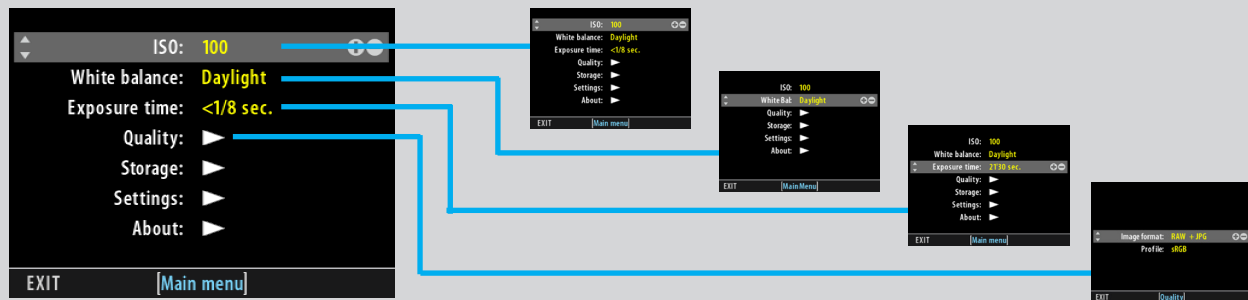 ISO: 100
White balance: Daylight
Exposure time: <1/8 sec.
Quality:
Storage:
Settings:
About:
EXIT [Main menu]
ISO: 100
White balance: Daylight
Exposure time: <1/8 sec.
Quality:
Storage:
Settings:
About:
EXIT [Main menu]
ISO: 100
White Bal: Daylight
Quality:
Storage:
Settings:
About:
EXIT [Main Menu]
ISO: 100
White balance: Daylight
Exposure time: 21'30 sec.
Quality:
Storage:
Settings:
About:
EXIT [Main menu]
Image format: RAW + JPG
Profile: sRGB
EXIT [Quality]